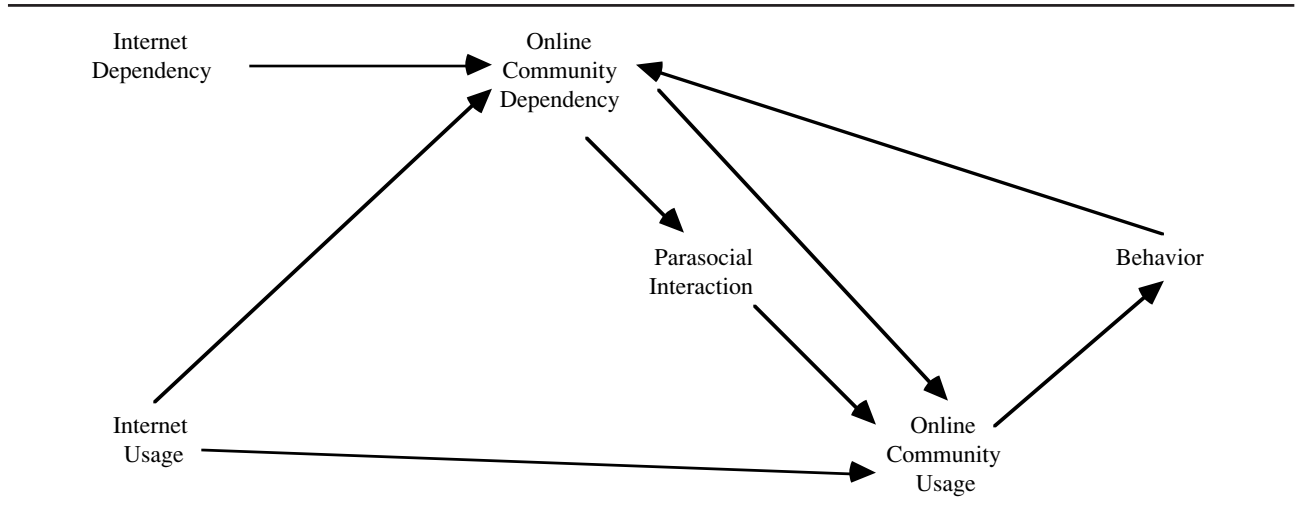 Internet
Dependency
Online
Community
Dependency
Parasocial
Interaction
Behavior
Internet
Usage
Online
Community
Usage